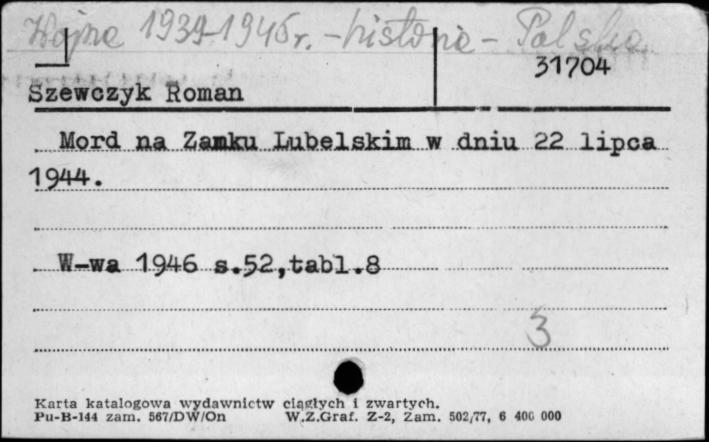 Wojna 1939-1945r. - historia - Polska
31704
Szewczyk Roman
Mord na Zamku Lubelskim w dniu 22 lipca
1944.
W-wa 1946 s.52,tabl.8
3
Karta katalogowa wydawnictw ciągłych i zwartych.
Pu-B-144 zam. 567/DW/On W.Z.Graf. Z-2, Zam. 502/77, 6 400 000